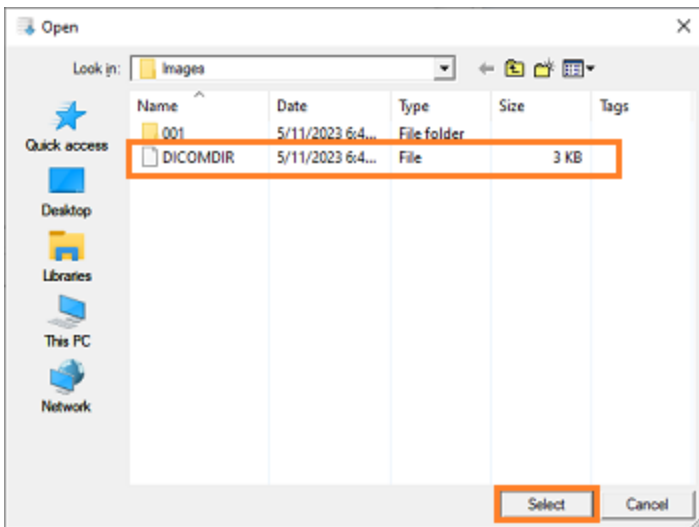 Open
Look in: Images
Name Date Type Size Tags
001 5/11/2023 6:4... File folder
DICOMDIR 5/11/2023 6:4... File 3 KB
Quick access
Desktop
Libraries
This PC
Network
Select Cancel